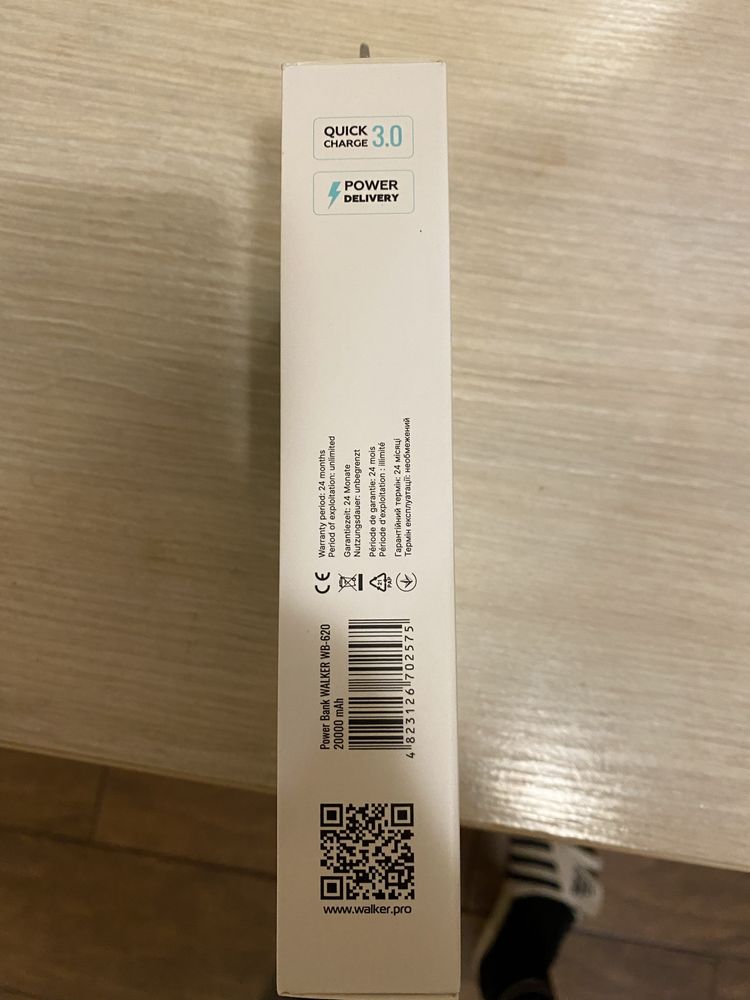 QUICK
CHARGE 3.0
POWER
DELIVERY
Warranty period: 24 months
Period of exploitation: unlimited
Garantiezeit: 24 Monate
Nutzungsdauer: unbegrenzt
Période de garantie: 24 mois
Période d'exploitation : illimité
Гарантійний термін: 24 місяці
Термін експлуатації: необмежений
CE
21
PAP
Power Bank WALKER WB-620
20000 mAh
4 823126 702575
www.walker.pro